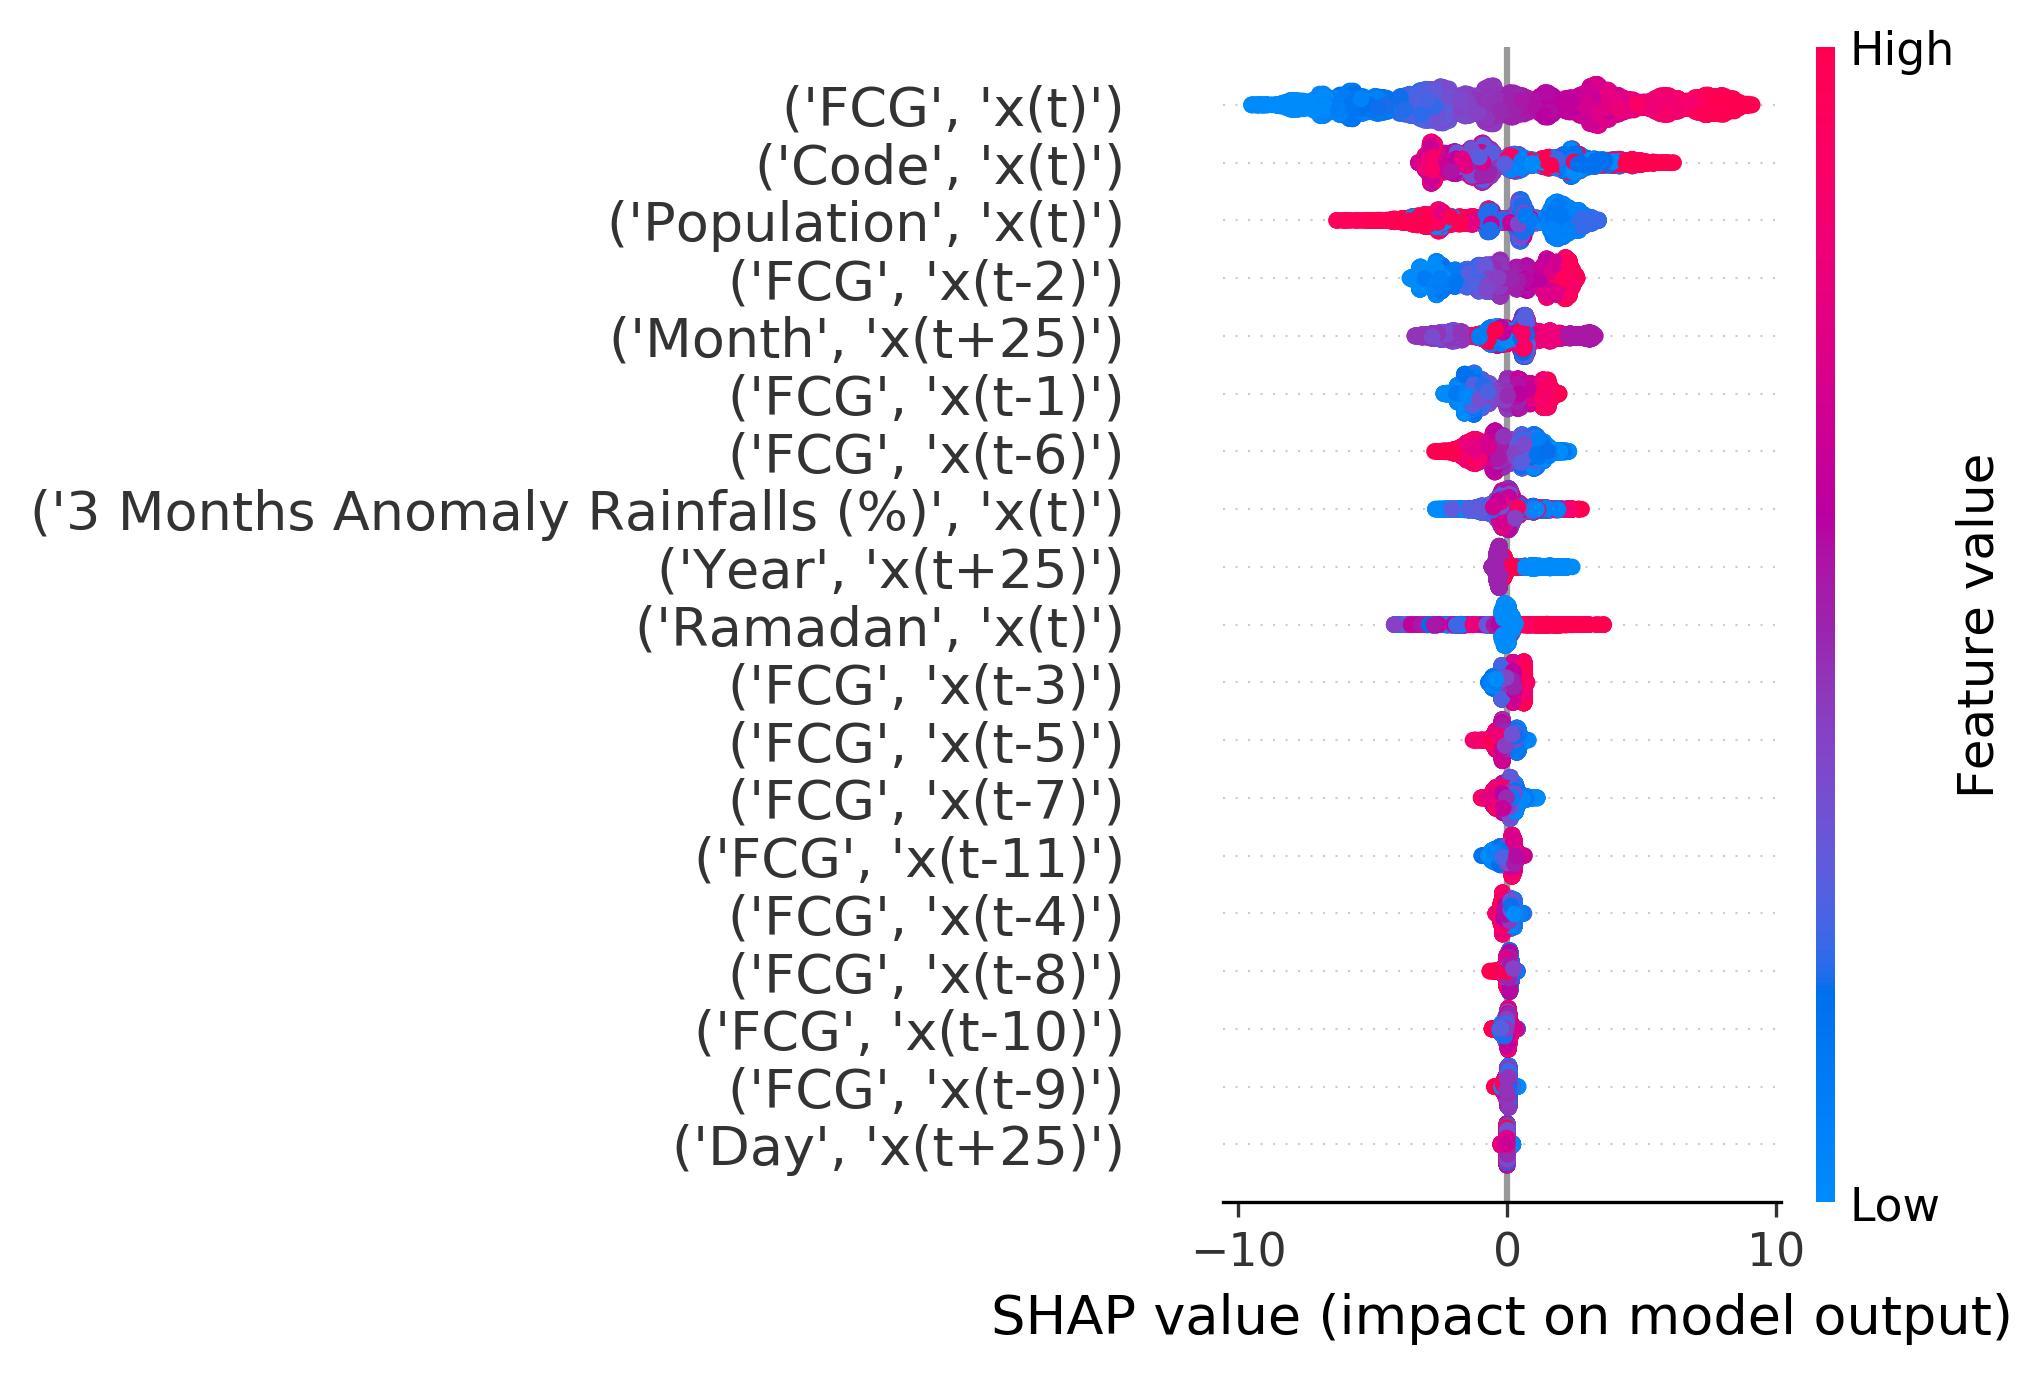 High
('FCG', 'x(t)')
('Code', 'x(t)')
('Population', 'x(t)')
('FCG', 'x(t-2)')
('Month', 'x(t+25)')
('FCG', 'x(t-1)')
('FCG', 'x(t-6)')
('3 Months Anomaly Rainfalls (%)', 'x(t)')
('Year', 'x(t+25)')
('Ramadan', 'x(t)')
('FCG', 'x(t-3)')
('FCG', 'x(t-5)')
('FCG', 'x(t-7)')
('FCG', 'x(t-11)')
('FCG', 'x(t-4)')
('FCG', 'x(t-8)')
('FCG', 'x(t-10)')
('FCG', 'x(t-9)')
('Day', 'x(t+25)')
Feature value
Low
−10 0 10
SHAP value (impact on model output)